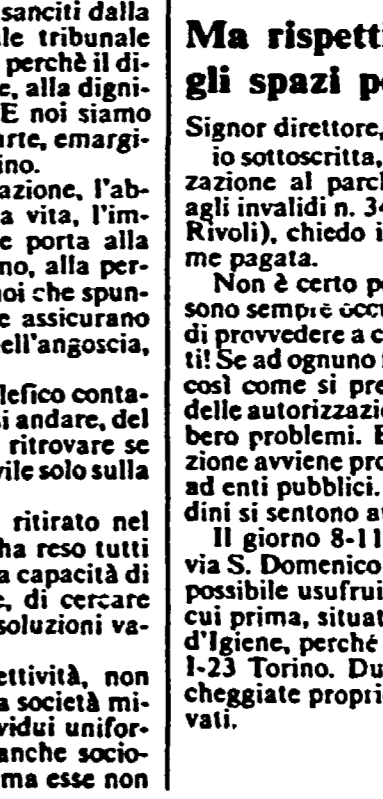 sanciti dalla
le tribunale
perchè il di-
e, alla digni-
E noi siamo
arte, emargi-
ino.
azione, l'ab-
a vita, l'im-
e porta alla
no, alla per-
noi che spun-
e assicurano
ell'angoscia,
lefico conta-
si andare, del
ritrovare se
vile solo sulla
ritirato nel
ha reso tutti
a capacità di
e, di cercare
soluzioni va-
ettività, non
a società mi-
vidui unifor-
anche socio-
ma esse non
Ma rispetti
gli spazi p
Signor direttore,
io sottoscritta,
zazione al parch
agli invalidi n. 34
Rivoli), chiedo i
me pagata.
Non è certo p
sono sempre occu
di provvedere a c
ti! Se ad ognuno
così come si pre
delle autorizzazi
bero problemi. E
zione avviene pro
ad enti pubblici.
dini si sentono au
Il giorno 8-11
via S. Domenico
possibile usufrui
cui prima, situat
d'Igiene, perché
1-23 Torino. Du
cheggiate propri
vati.